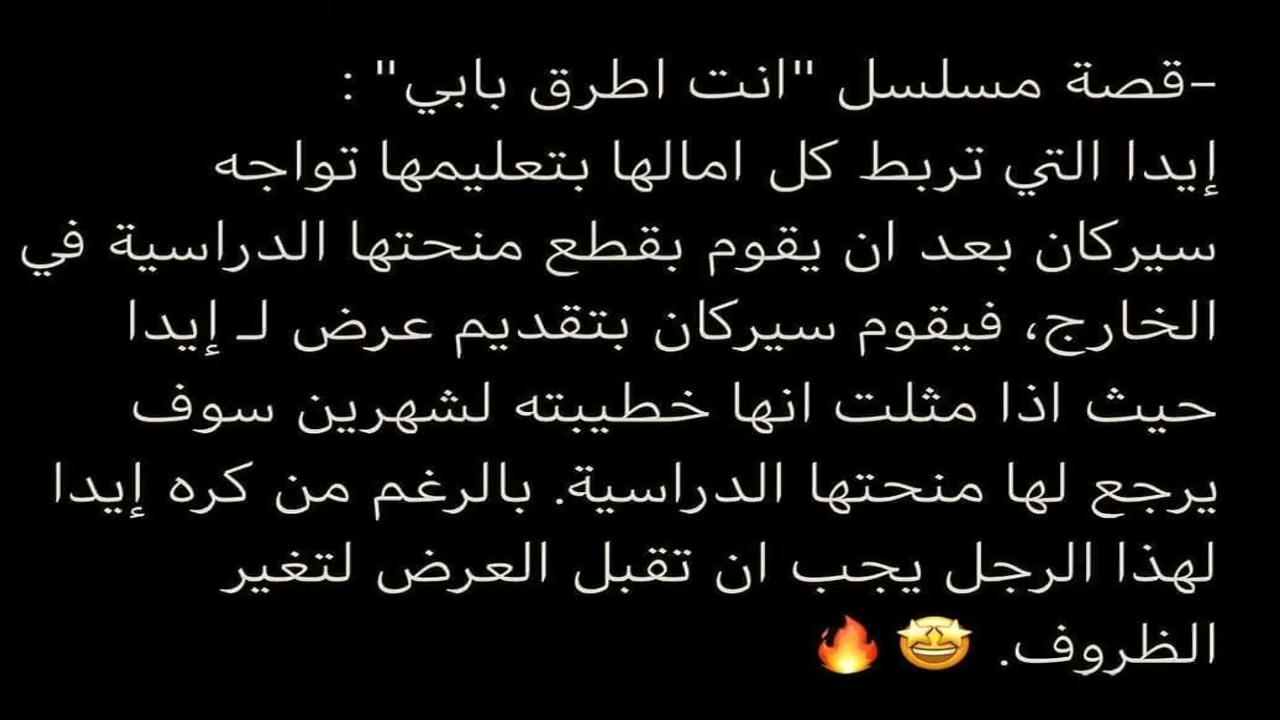 -قصة مسلسل "انت اطرق بابي" :
إيدا التي تربط كل امالها بتعليمها تواجه
سيركان بعد ان يقوم بقطع منحتها الدراسية في
الخارج، فيقوم سيركان بتقديم عرض لـ إيدا
حيث اذا مثلت انها خطيبته لشهرين سوف
يرجع لها منحتها الدراسية. بالرغم من كره إيدا
لهذا الرجل يجب ان تقبل العرض لتغير
الظروف. 🤩🔥